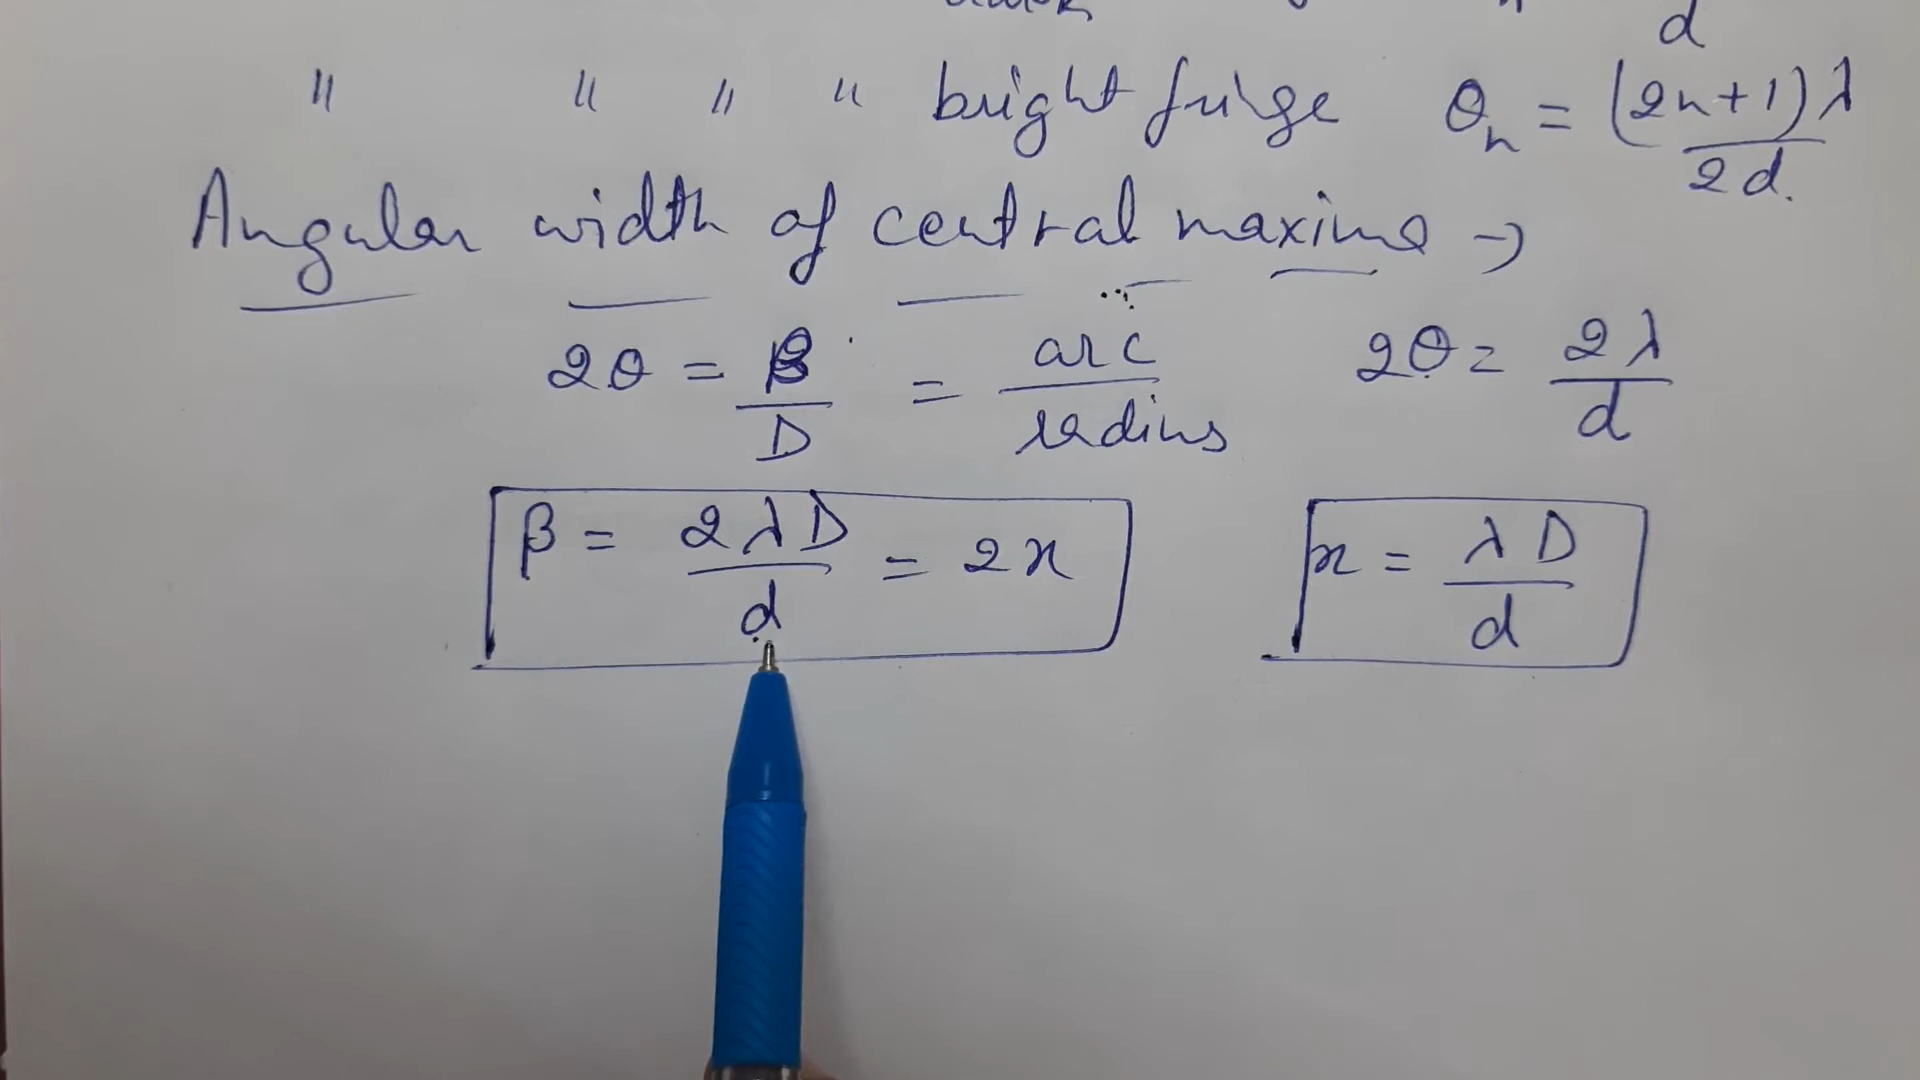 d
" " " " bright fringe θn = (2n+1)λ / 2d.
Angular width of central maxima →
2θ = β / D = arc / radius 2θ = 2λ / d
β = 2λD / d = 2x x = λD / d